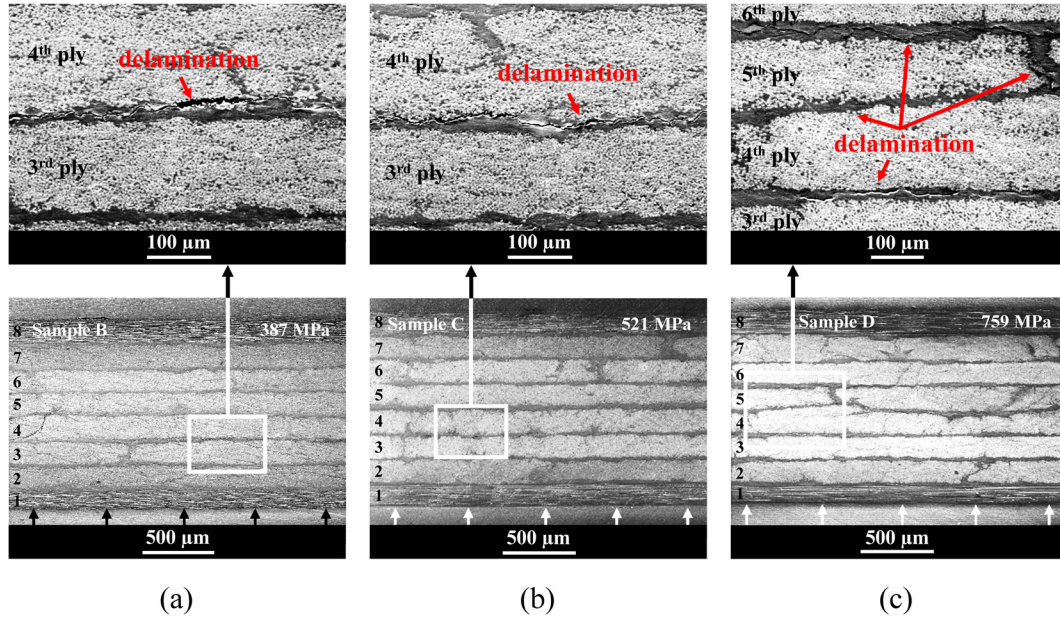 4th ply
delamination
3rd ply
100 μm
4th ply
delamination
3rd ply
100 μm
6th ply
5th ply
delamination
4th ply
3rd ply
100 μm
8
Sample B
387 MPa
7
6
5
4
3
2
1
500 μm
8
Sample C
521 MPa
7
6
5
4
3
2
1
500 μm
8
Sample D
759 MPa
7
6
5
4
3
2
1
500 μm
(a)
(b)
(c)